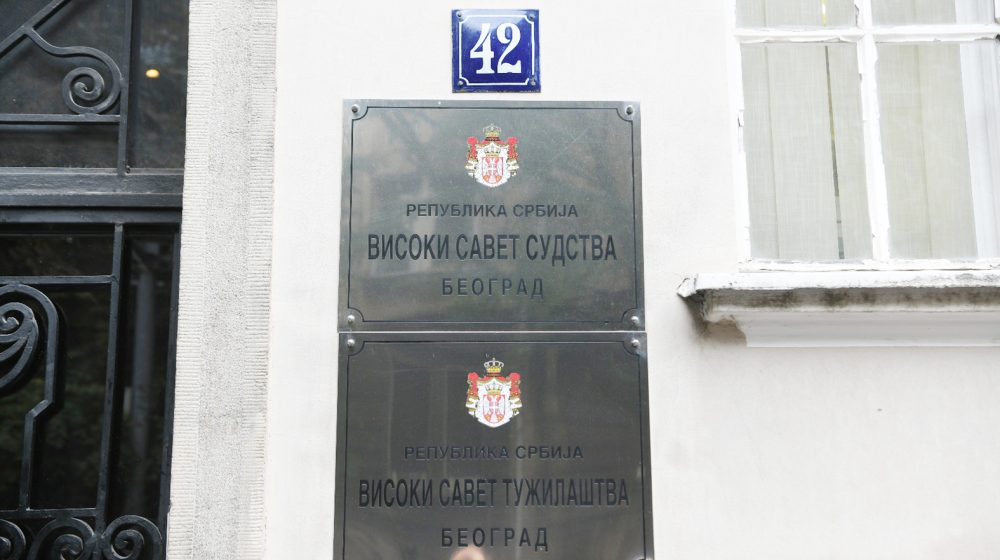 42
РЕПУБЛИКА СРБИЈА
ВИСОКИ САВЕТ СУДСТВА
БЕОГРАД
РЕПУБЛИКА СРБИЈА
ВИСОКИ САВЕТ ТУЖИЛАШТВА
БЕОГРАД